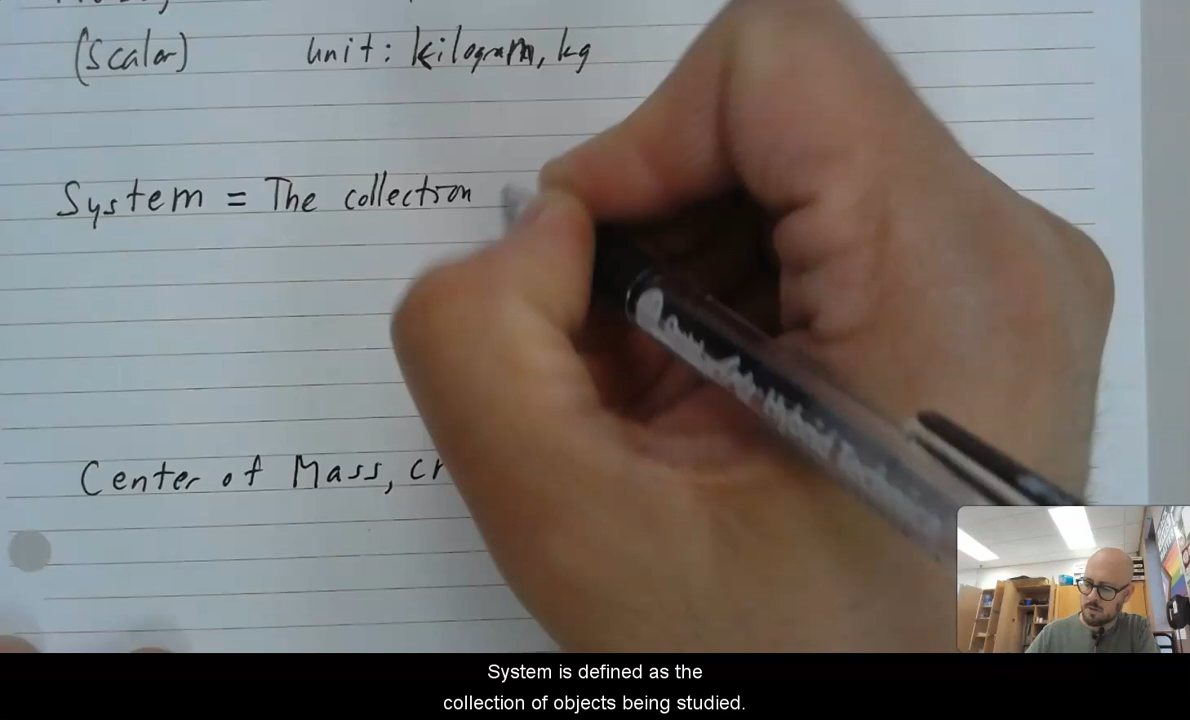 (Scalar) Unit: kilogram, kg
System = The collection
Center of Mass, cr
System is defined as the
collection of objects being studied.